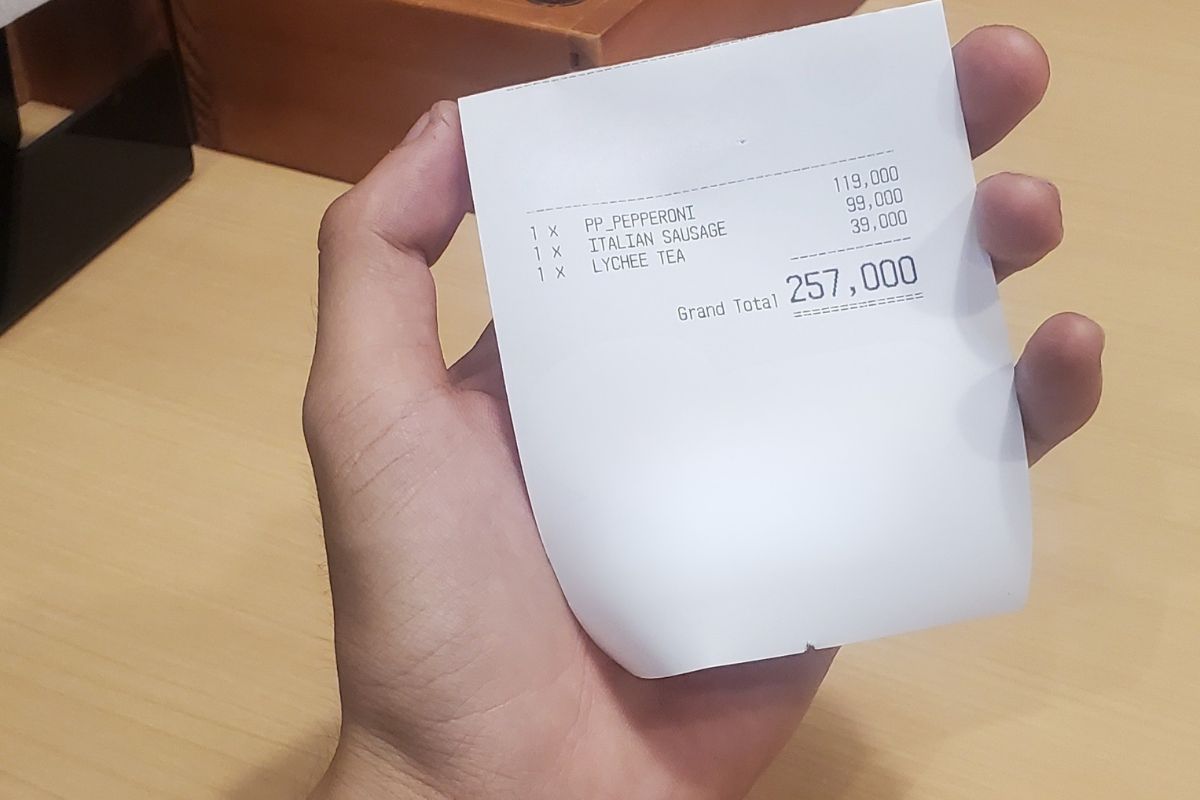 1 x PP_PEPPERONI 119,000
1 x ITALIAN SAUSAGE 99,000
1 x LYCHEE TEA 39,000
Grand Total 257,000